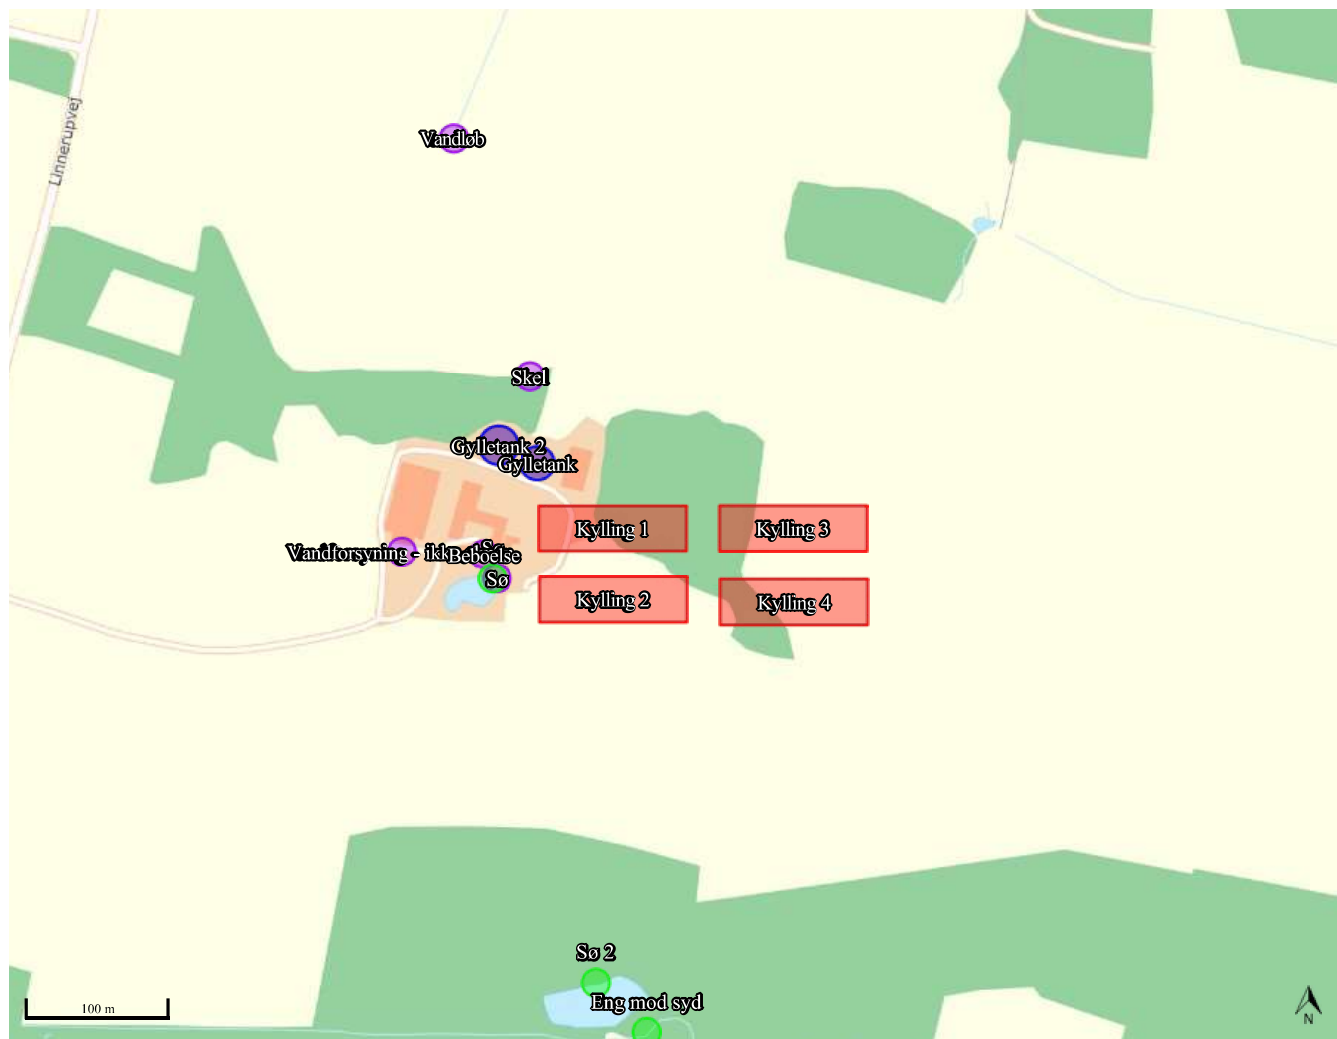 Linnerupvej
Vandløb
Skel
Gylletank 2
Gylletank
Kylling 1
Kylling 3
Vandforsyning - ikk
Beboelse
Sø
Kylling 2
Kylling 4
Sø 2
Eng mod syd
100 m
N